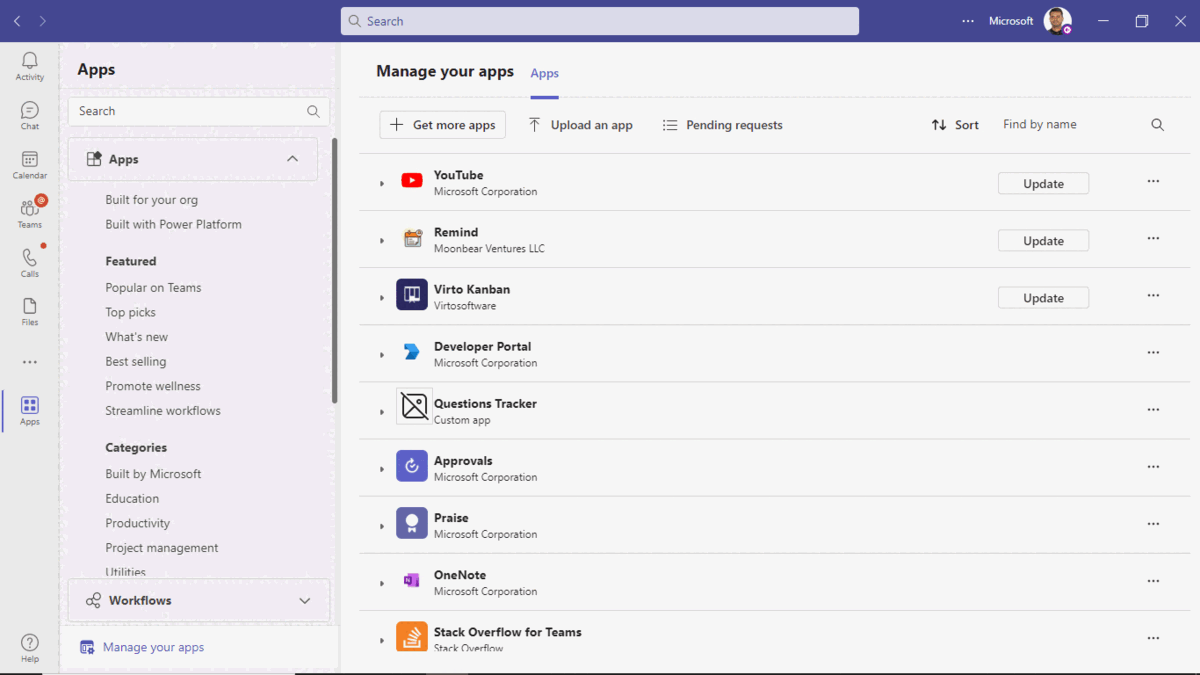 Search
Microsoft
Activity
Chat
Calendar
Teams
Calls
Files
Apps
Help
Apps
Search
Apps
Built for your org
Built with Power Platform
Featured
Popular on Teams
Top picks
What's new
Best selling
Promote wellness
Streamline workflows
Categories
Built by Microsoft
Education
Productivity
Project management
Utilities
Workflows
Manage your apps
Manage your apps Apps
Get more apps Upload an app Pending requests Sort Find by name
YouTube
Microsoft Corporation
Update
Remind
Moonbear Ventures LLC
Update
Virto Kanban
Virtosoftware
Update
Developer Portal
Microsoft Corporation
Questions Tracker
Custom app
Approvals
Microsoft Corporation
Praise
Microsoft Corporation
OneNote
Microsoft Corporation
Stack Overflow for Teams
Stack Overflow